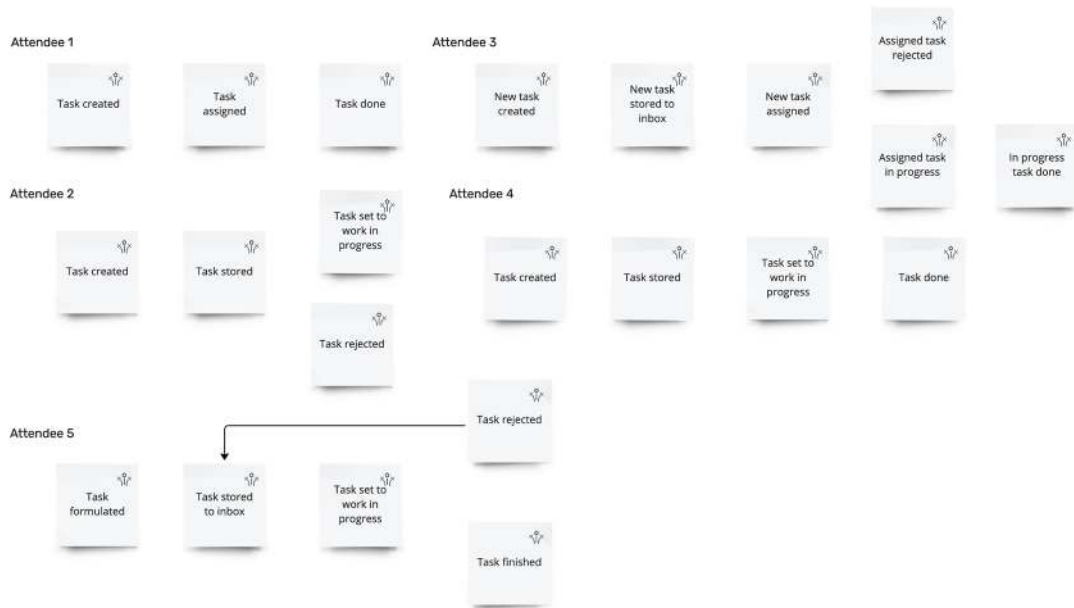 Attendee 1
Task created
Task
assigned
Task done
Attendee 3
New task
created
New task
stored to
inbox
New task
assigned
Assigned task
rejected
Assigned task
in progress
In progress
task done
Attendee 2
Task created
Task stored
Task set to
work in
progress
Task rejected
Attendee 4
Task created
Task stored
Task set to
work in
progress
Task done
Attendee 5
Task
formulated
Task stored
to inbox
Task set to
work in
progress
Task rejected
Task finished